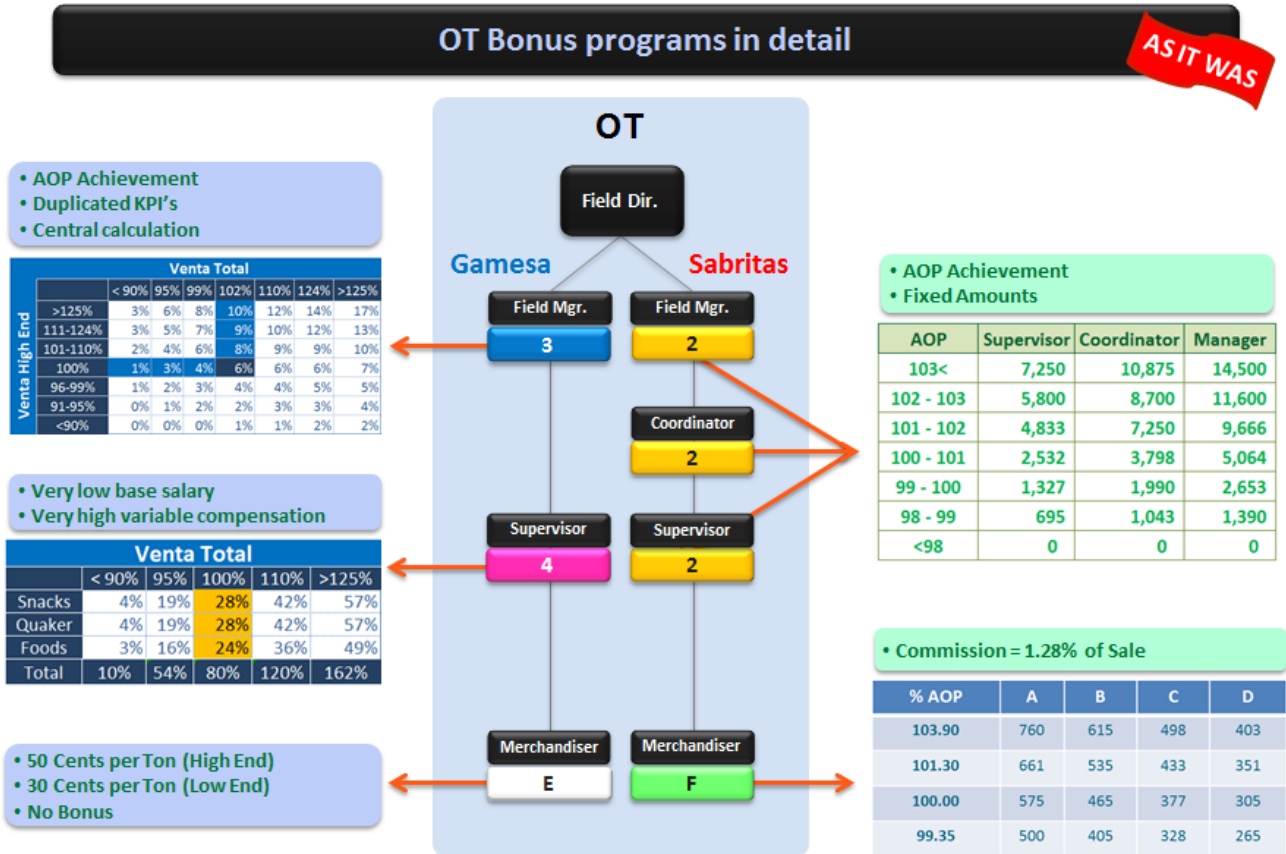 OT Bonus programs in detail
AS IT WAS
• AOP Achievement
• Duplicated KPI's
• Central calculation
Venta Total
< 90% 95% 99% 102% 110% 124% >125%
Venta High End
>125% 3% 6% 8% 10% 12% 14% 17%
111-124% 3% 5% 7% 9% 10% 12% 13%
101-110% 2% 4% 6% 8% 9% 9% 10%
100% 1% 3% 4% 6% 6% 6% 7%
96-99% 1% 2% 3% 4% 4% 5% 5%
91-95% 0% 1% 2% 2% 3% 3% 4%
<90% 0% 0% 0% 1% 1% 2% 2%
• Very low base salary
• Very high variable compensation
Venta Total
< 90% 95% 100% 110% >125%
Snacks 4% 19% 28% 42% 57%
Quaker 4% 19% 28% 42% 57%
Foods 3% 16% 24% 36% 49%
Total 10% 54% 80% 120% 162%
• 50 Cents per Ton (High End)
• 30 Cents per Ton (Low End)
• No Bonus
OT
Field Dir.
Gamesa Sabritas
Field Mgr. Field Mgr.
3 2
Coordinator
2
Supervisor Supervisor
4 2
Merchandiser Merchandiser
E F
• AOP Achievement
• Fixed Amounts
AOP Supervisor Coordinator Manager
103< 7,250 10,875 14,500
102 - 103 5,800 8,700 11,600
101 - 102 4,833 7,250 9,666
100 - 101 2,532 3,798 5,064
99 - 100 1,327 1,990 2,653
98 - 99 695 1,043 1,390
<98 0 0 0
• Commission = 1.28% of Sale
% AOP A B C D
103.90 760 615 498 403
101.30 661 535 433 351
100.00 575 465 377 305
99.35 500 405 328 265